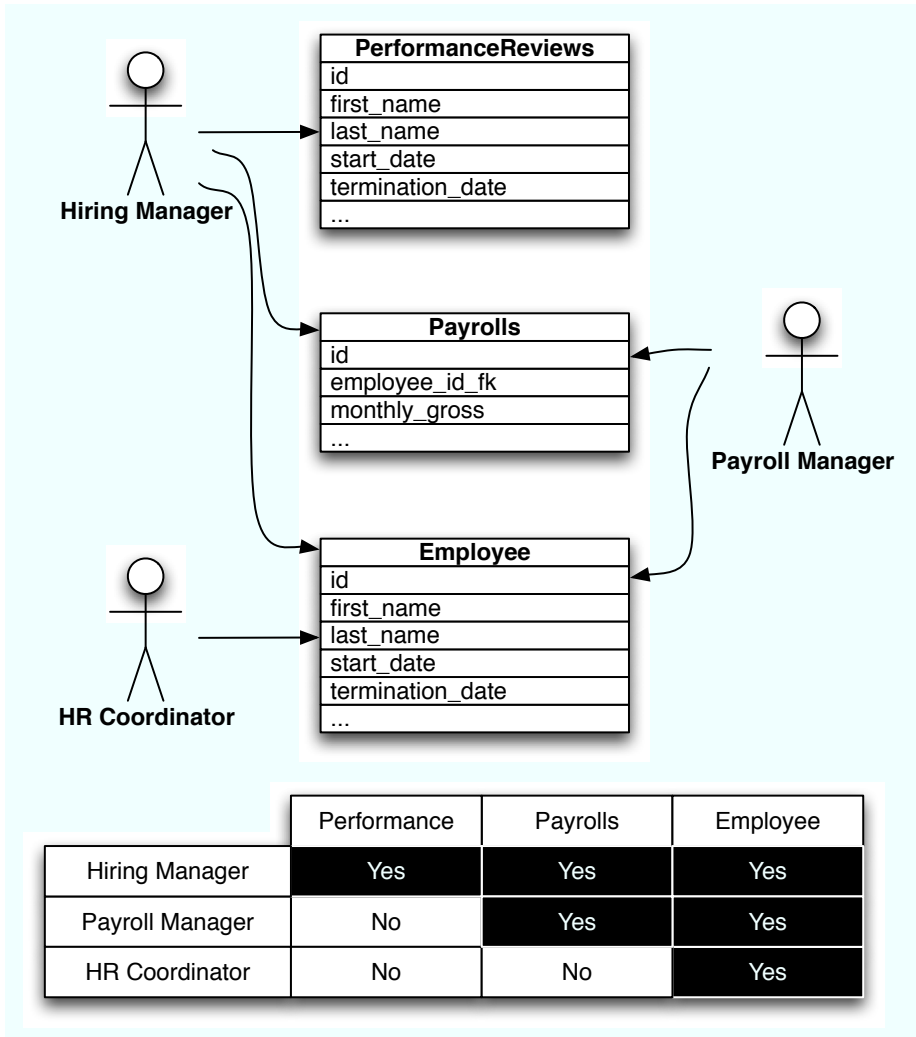 PerformanceReviews
id
first_name
last_name
start_date
termination_date
...
Hiring Manager
Payrolls
id
employee_id_fk
monthly_gross
...
Payroll Manager
Employee
id
first_name
last_name
start_date
termination_date
...
HR Coordinator
Performance Payrolls Employee
Hiring Manager Yes Yes Yes
Payroll Manager No Yes Yes
HR Coordinator No No Yes